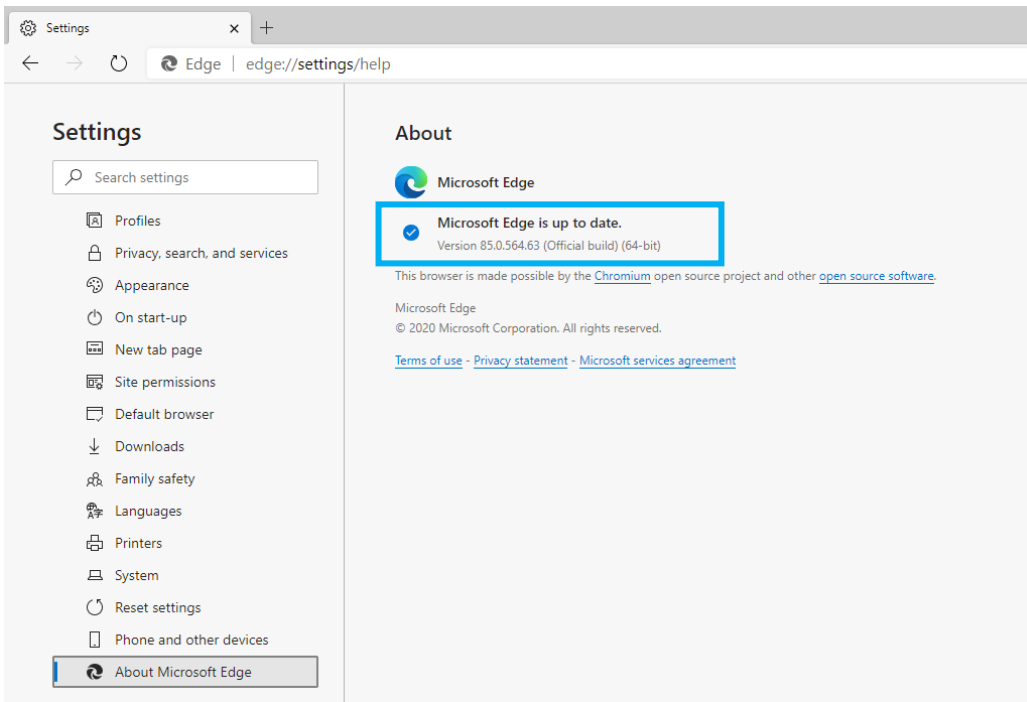 Settings
Edge | edge://settings/help
Settings
Search settings
Profiles
Privacy, search, and services
Appearance
On start-up
New tab page
Site permissions
Default browser
Downloads
Family safety
Languages
Printers
System
Reset settings
Phone and other devices
About Microsoft Edge
About
Microsoft Edge
Microsoft Edge is up to date.
Version 85.0.564.63 (Official build) (64-bit)
This browser is made possible by the Chromium open source project and other open source software.
Microsoft Edge
© 2020 Microsoft Corporation. All rights reserved.
Terms of use - Privacy statement - Microsoft services agreement